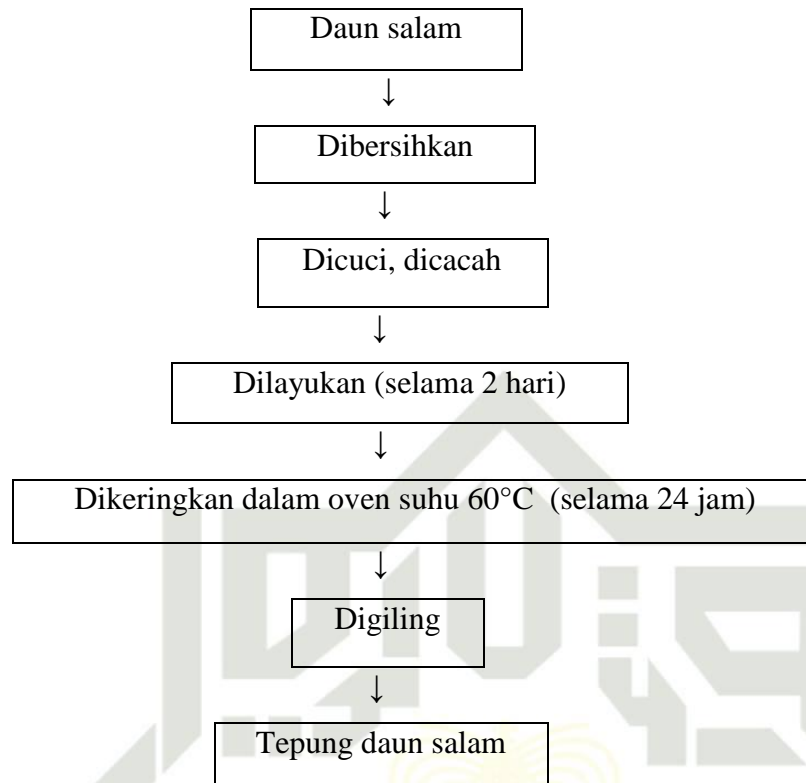 Daun salam
↓
Dibersihkan
↓
Dicuci, dicacah
↓
Dilayukan (selama 2 hari)
↓
Dikeringkan dalam oven suhu 60°C (selama 24 jam)
↓
Digiling
↓
Tepung daun salam